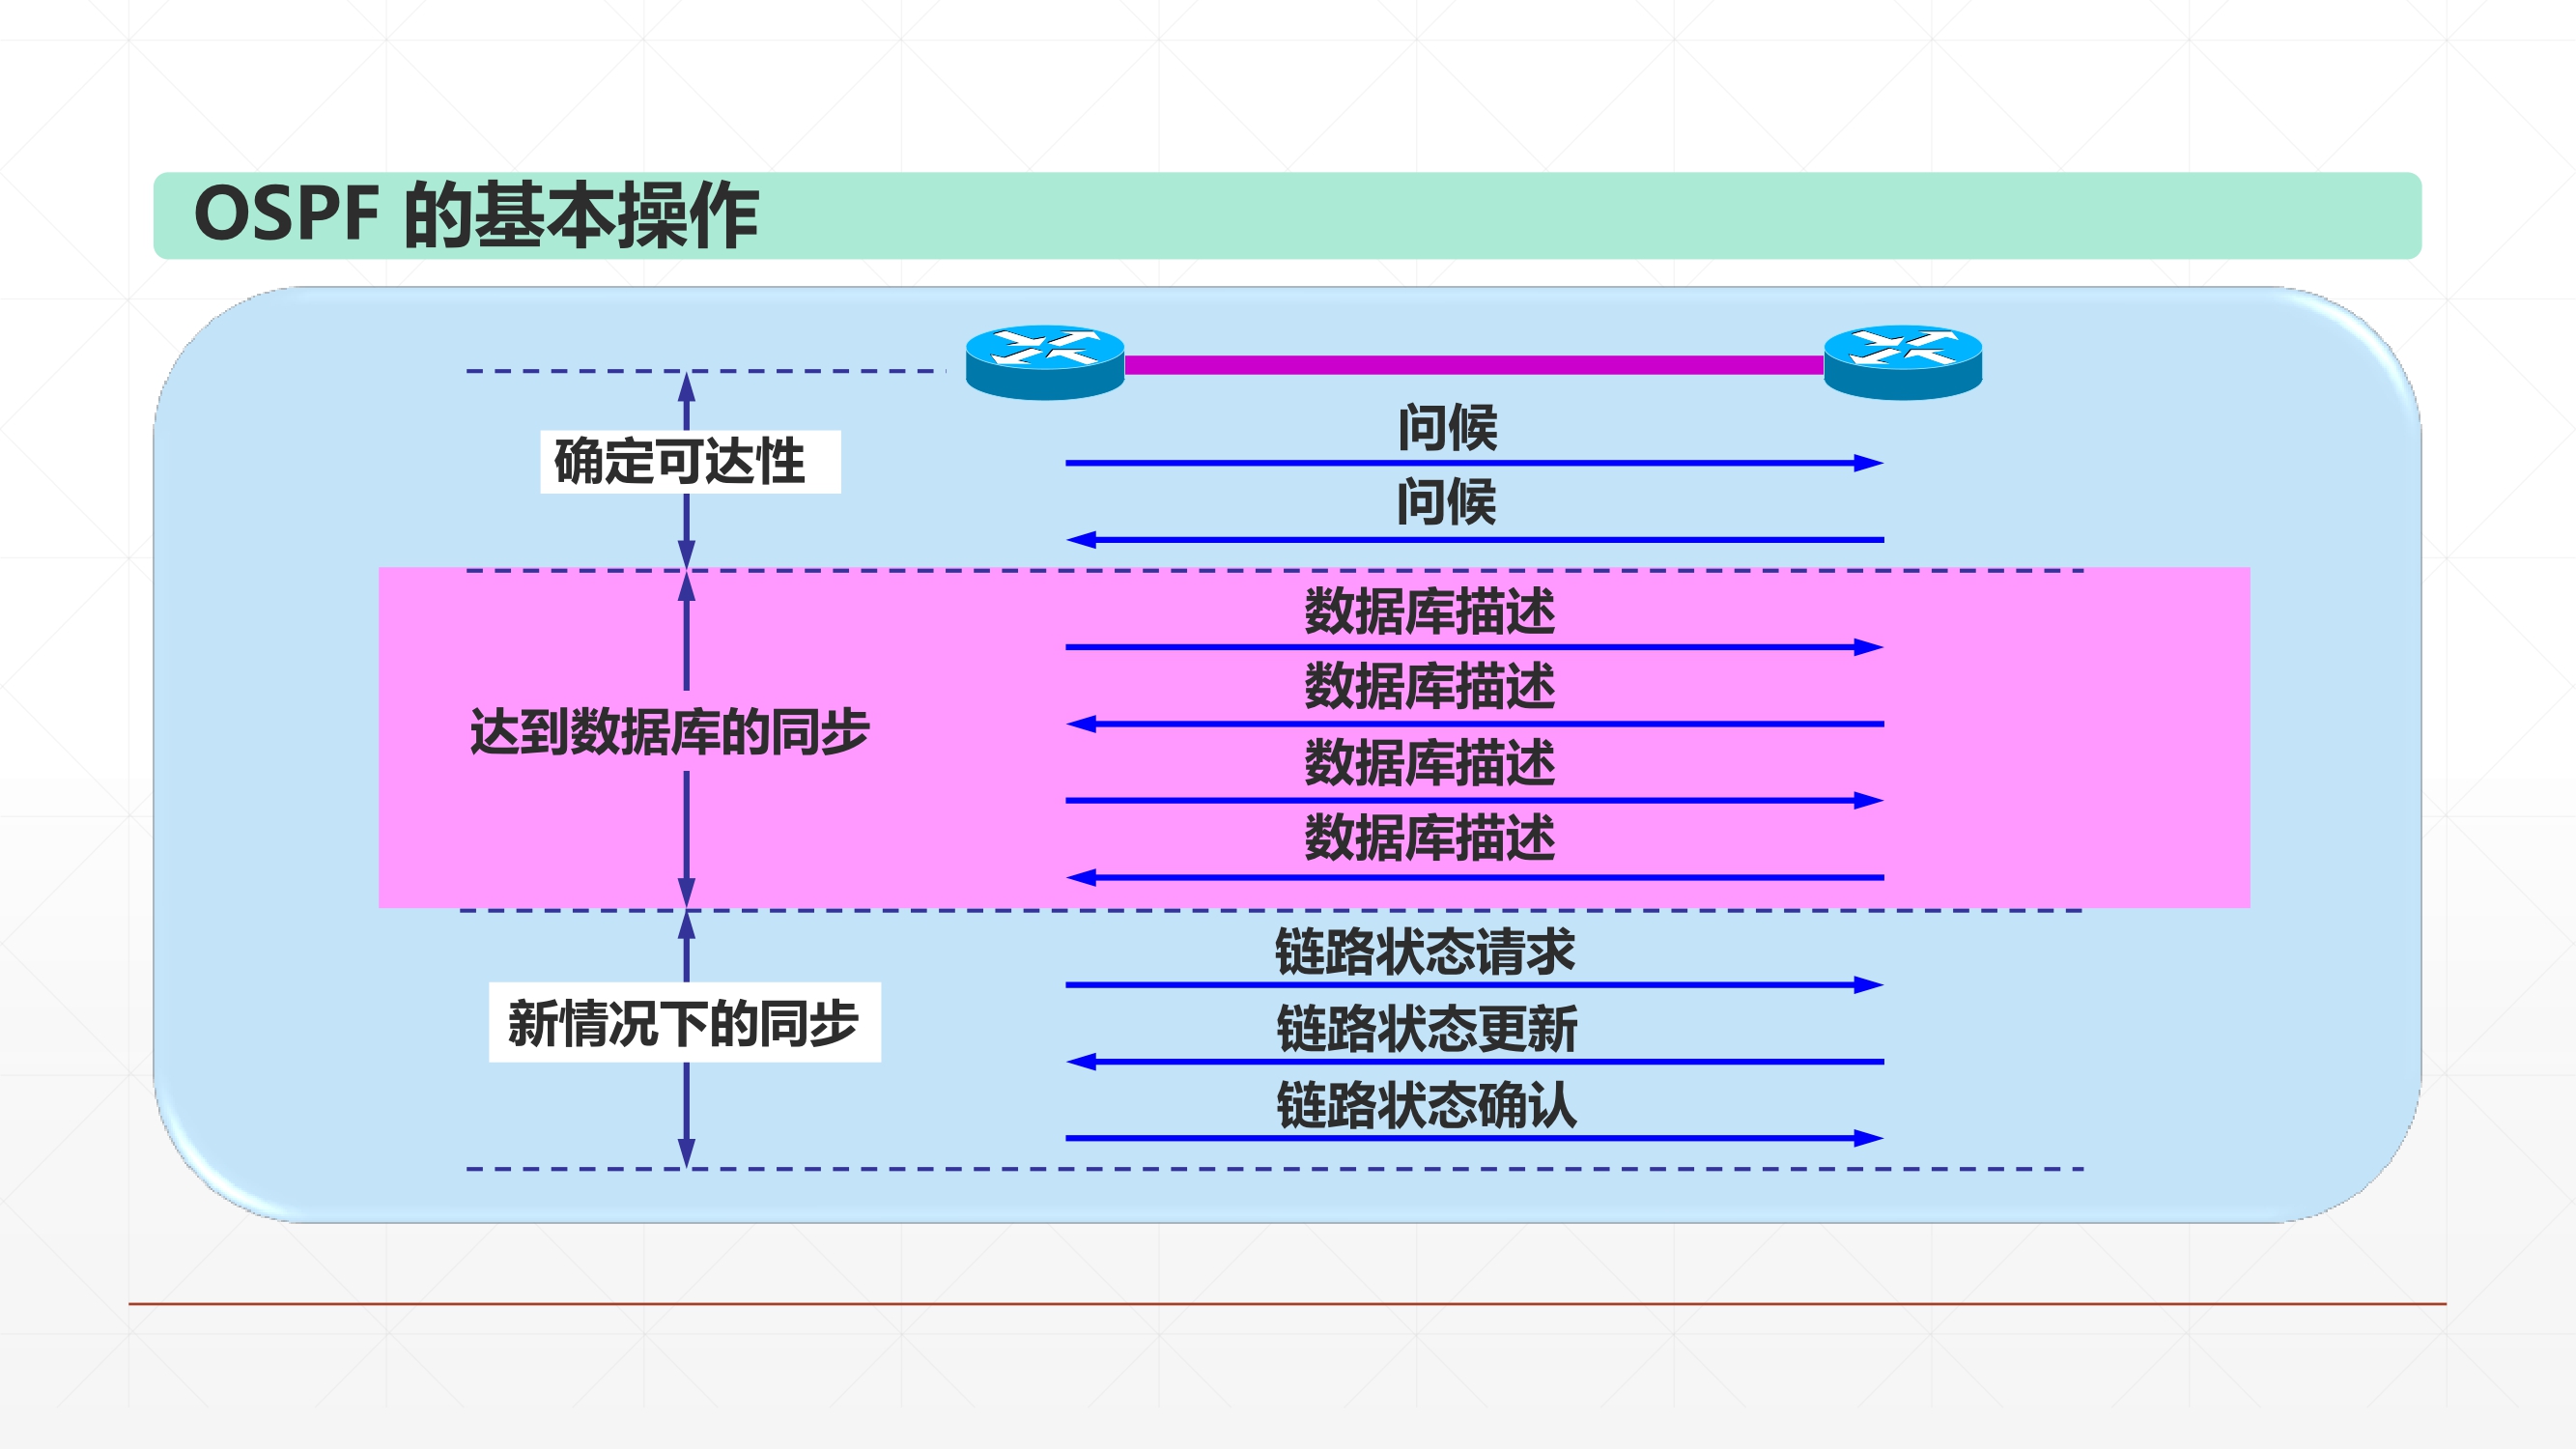 OSPF 的基本操作
问候
确定可达性
问候
数据库描述
数据库描述
达到数据库的同步
数据库描述
数据库描述
链路状态请求
新情况下的同步
链路状态更新
链路状态确认